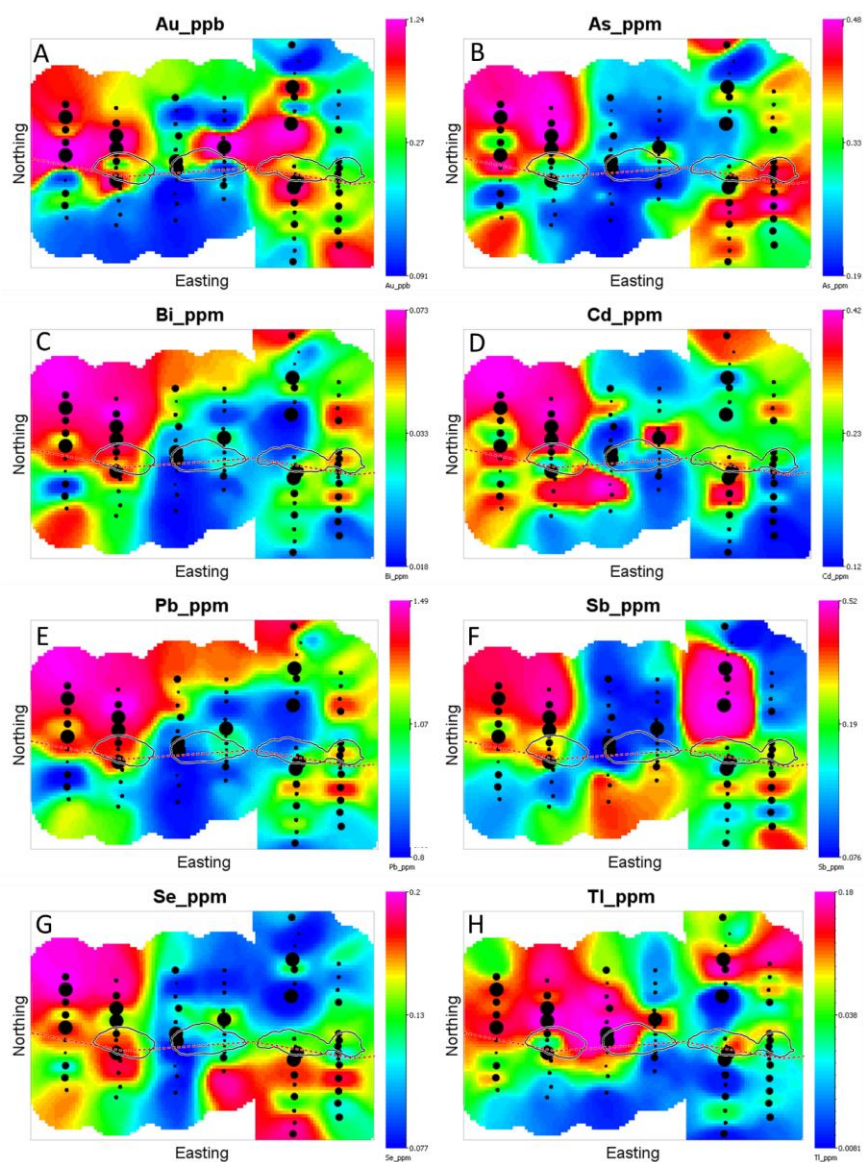 Au_ppb
A
1.24
0.27
0.091
Au_ppb
Northing
Easting
As_ppm
B
0.48
0.33
0.19
As_ppm
Northing
Easting
Bi_ppm
C
0.073
0.033
0.018
Bi_ppm
Northing
Easting
Cd_ppm
D
0.42
0.23
0.12
Cd_ppm
Northing
Easting
Pb_ppm
E
1.49
1.07
0.8
Pb_ppm
Northing
Easting
Sb_ppm
F
0.52
0.19
0.076
Sb_ppm
Northing
Easting
Se_ppm
G
0.2
0.13
0.077
Se_ppm
Northing
Easting
Tl_ppm
H
0.18
0.038
0.0081
Tl_ppm
Northing
Easting